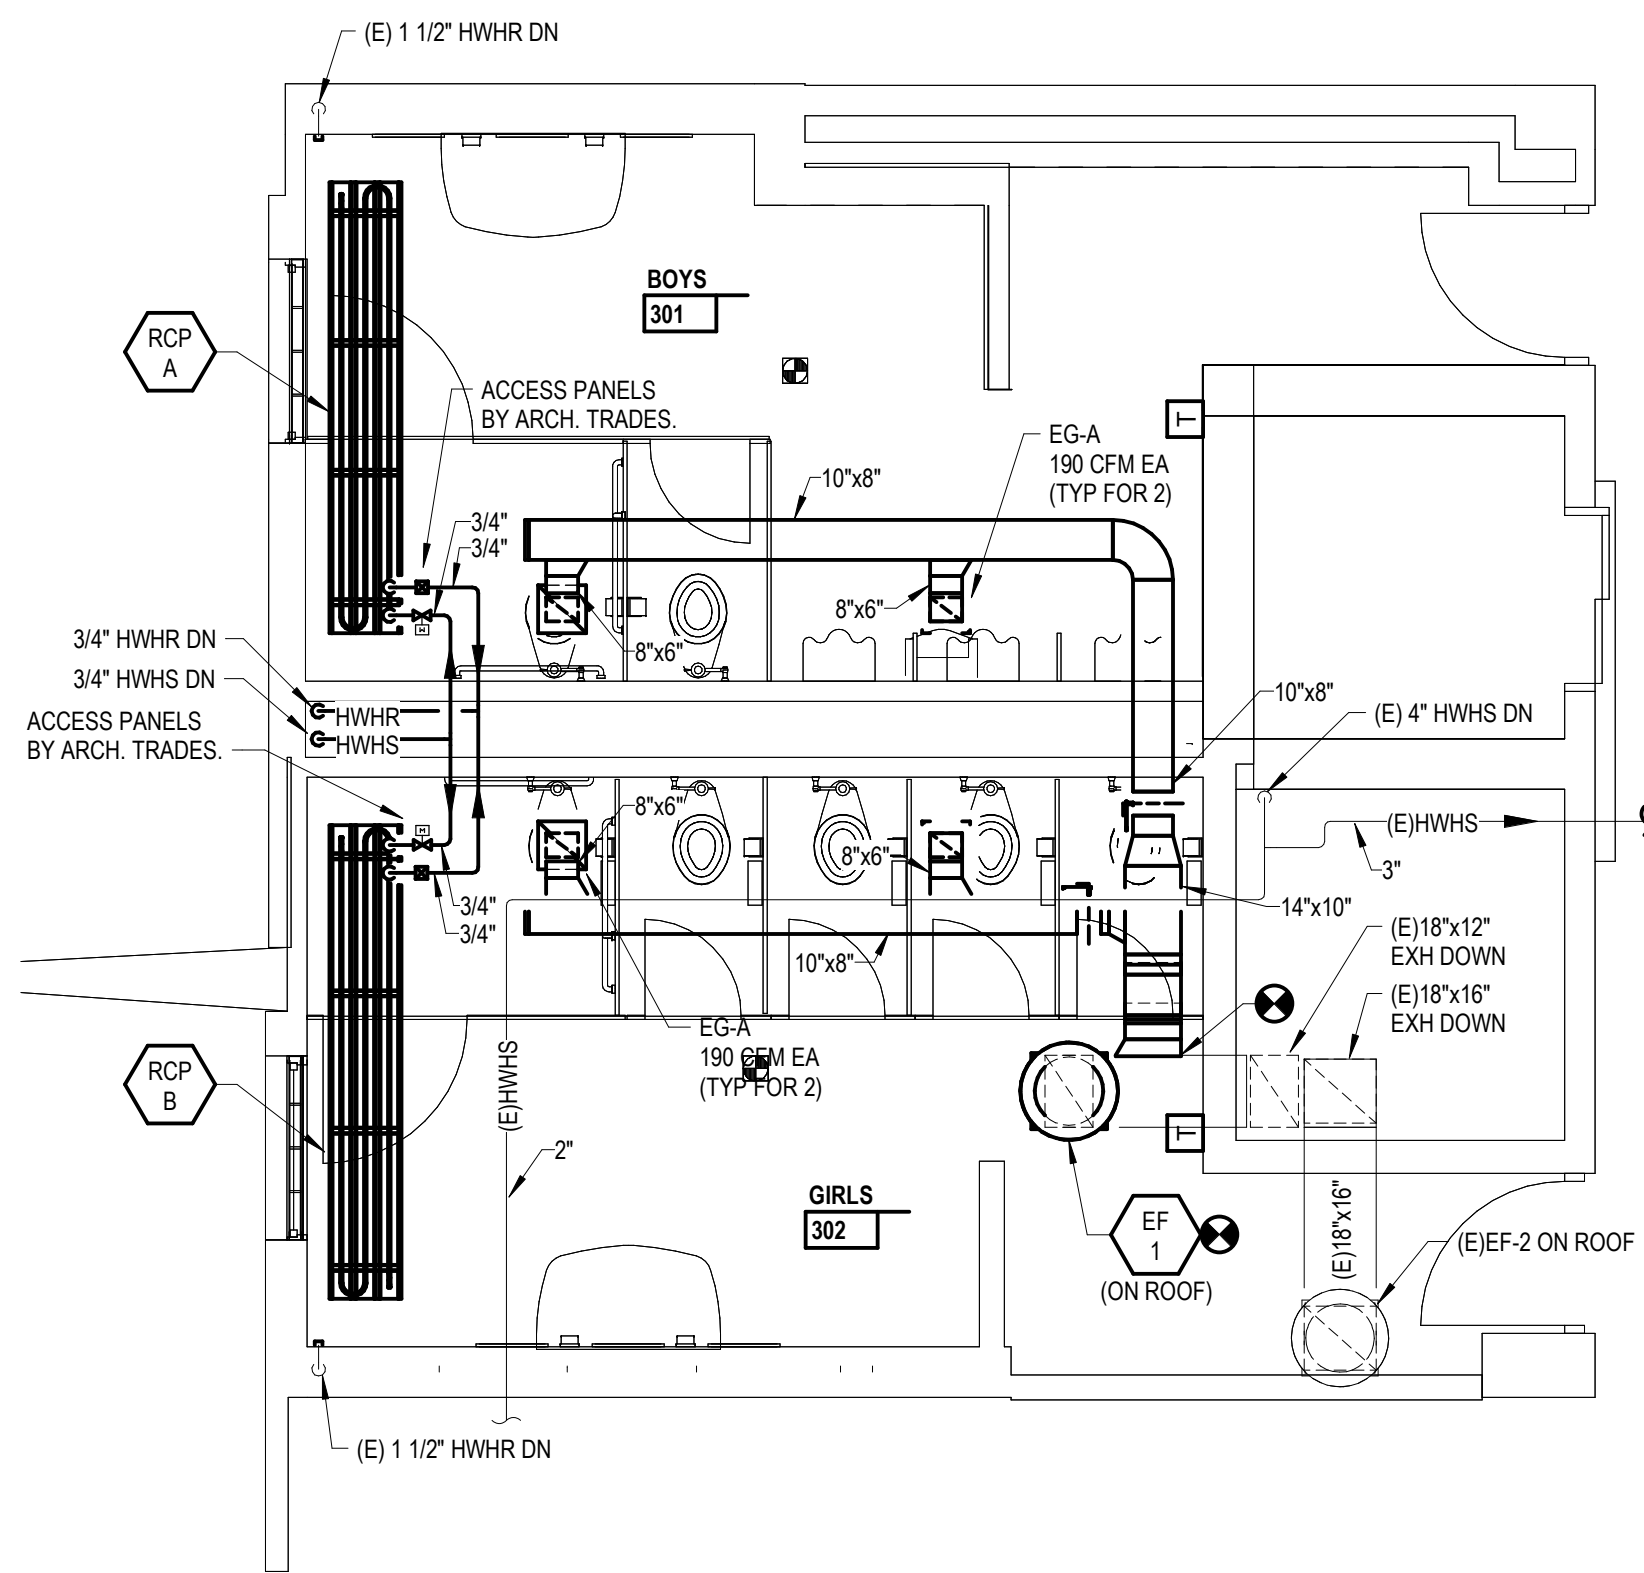 (E) 1 1/2" HWHR DN
BOYS
301
RCP
A
ACCESS PANELS
BY ARCH. TRADES.
T
EG-A
190 CFM EA
(TYP FOR 2)
10"x8"
3/4"
3/4"
8"x6"
8"x6"
M
3/4" HWHR DN
3/4" HWHS DN
HWHR
HWHS
10"x8"
(E) 4" HWHS DN
ACCESS PANELS
BY ARCH. TRADES.
8"x6"
8"x6"
M
(E)HWHS
3"
14"x10"
3/4"
3/4"
10"x8"
(E)18"x12"
EXH DOWN
(E)18"x16"
EXH DOWN
EG-A
190 CFM EA
(TYP FOR 2)
(E)HWHS
RCP
B
T
2"
GIRLS
302
EF
1
(ON ROOF)
(E)18"x16"
(E)EF-2 ON ROOF
(E) 1 1/2" HWHR DN